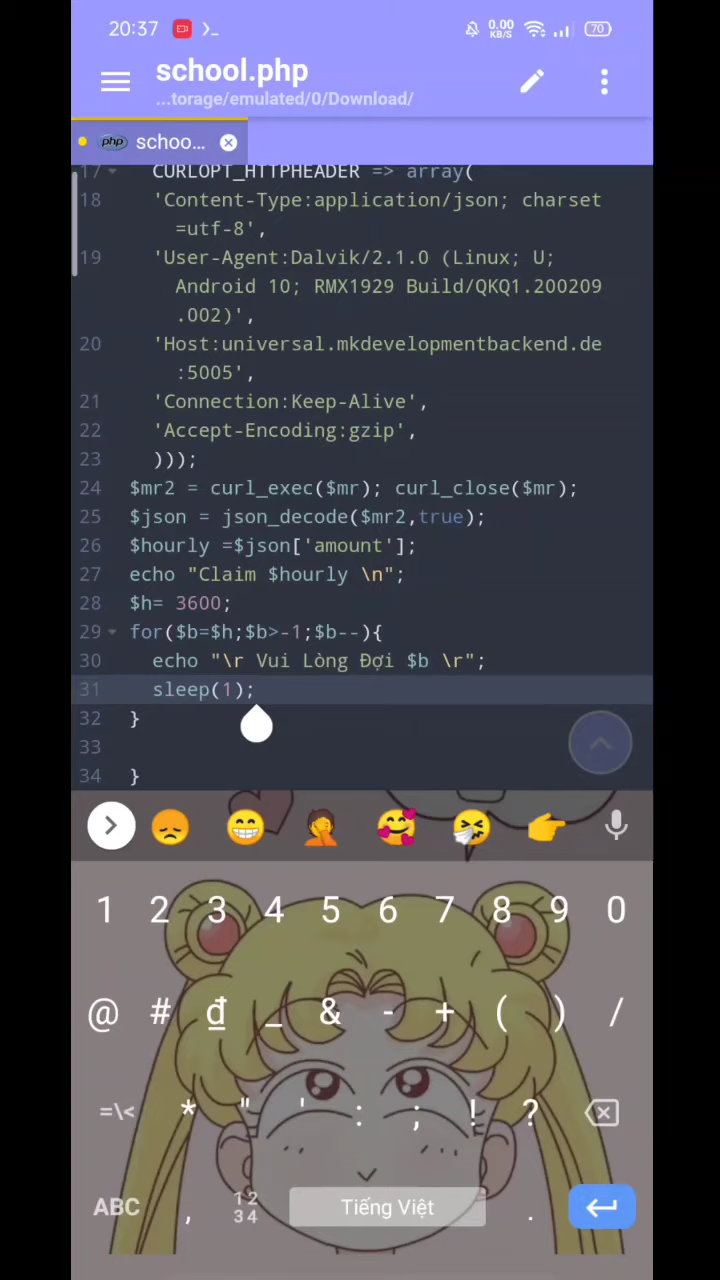 20:37 >_ 0.00 KB/S 70
school.php
...torage/emulated/0/Download/
php schoo...
17 CURLOPT_HTTPHEADER => array(
18 'Content-Type:application/json; charset
=utf-8',
19 'User-Agent:Dalvik/2.1.0 (Linux; U;
Android 10; RMX1929 Build/QKQ1.200209
.002)',
20 'Host:universal.mkdevelopmentbackend.de
:5005',
21 'Connection:Keep-Alive',
22 'Accept-Encoding:gzip',
23 )));
24 $mr2 = curl_exec($mr); curl_close($mr);
25 $json = json_decode($mr2,true);
26 $hourly =$json['amount'];
27 echo "Claim $hourly \n";
28 $h= 3600;
29 for($b=$h;$b>-1;$b--){
30 echo "\r Vui Lòng Đợi $b \r";
31 sleep(1);
32 }
33
34 }
1 2 3 4 5 6 7 8 9 0
@ # đ _ & - + ( ) /
=\< * " ' : ; ! ?
ABC , 12 34 Tiếng Việt .